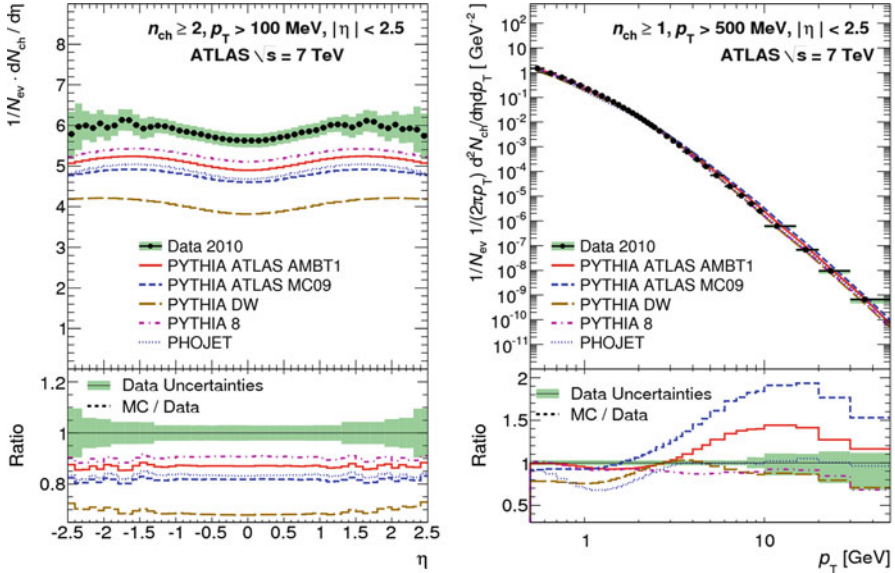 n_ch ≥ 2, p_T > 100 MeV, |η| < 2.5
ATLAS √s = 7 TeV
1/N_ev · dN_ch / dη
8
7
6
5
4
3
2
1
Data 2010
PYTHIA ATLAS AMBT1
PYTHIA ATLAS MC09
PYTHIA DW
PYTHIA 8
PHOJET
1.2
1
0.8
Ratio
Data Uncertainties
MC / Data
-2.5 -2 -1.5 -1 -0.5 0 0.5 1 1.5 2 2.5
η
n_ch ≥ 1, p_T > 500 MeV, |η| < 2.5
ATLAS √s = 7 TeV
1/N_ev 1/(2πp_T) d²N_ch/dηdp_T [GeV⁻²]
10
1
10⁻¹
10⁻²
10⁻³
10⁻⁴
10⁻⁵
10⁻⁶
10⁻⁷
10⁻⁸
10⁻⁹
10⁻¹⁰
10⁻¹¹
Data 2010
PYTHIA ATLAS AMBT1
PYTHIA ATLAS MC09
PYTHIA DW
PYTHIA 8
PHOJET
2
1.5
1
0.5
Ratio
Data Uncertainties
MC / Data
1 10
p_T [GeV]